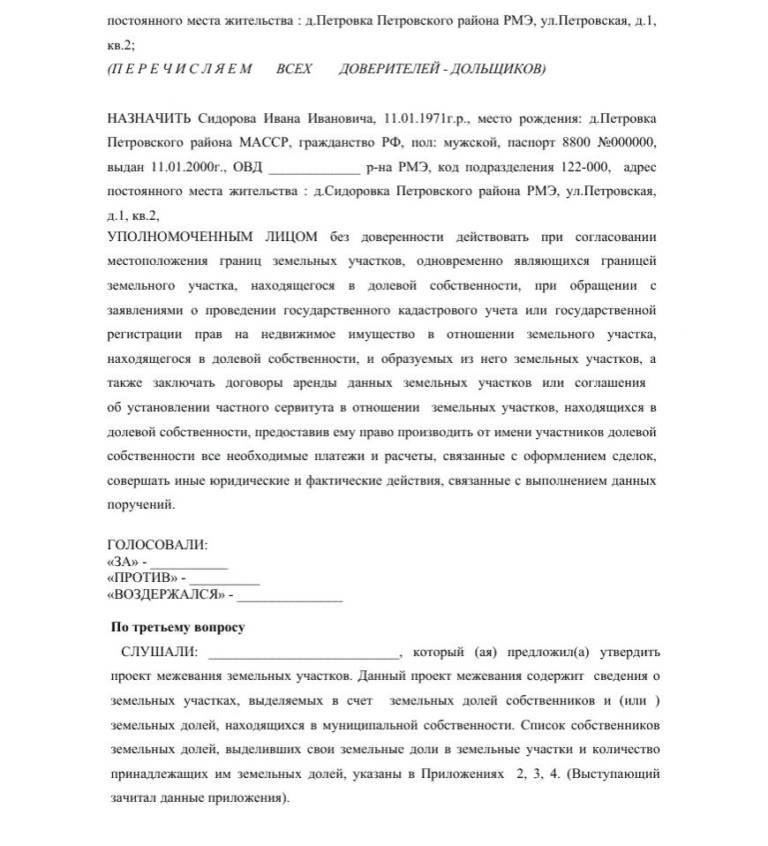 постоянного места жительства : д.Петровка Петровского района РМЭ, ул.Петровская, д.1,
кв.2;
(П Е Р Е Ч И С Л Я Е М ВСЕХ ДОВЕРИТЕЛЕЙ - ДОЛЬЩИКОВ)
НАЗНАЧИТЬ Сидорова Ивана Ивановича, 11.01.1971г.р., место рождения: д.Петровка
Петровского района МАССР, гражданство РФ, пол: мужской, паспорт 8800 №000000,
выдан 11.01.2000г., ОВД _____________ р-на РМЭ, код подразделения 122-000, адрес
постоянного места жительства : д.Сидоровка Петровского района РМЭ, ул.Петровская,
д.1, кв.2,
УПОЛНОМОЧЕННЫМ ЛИЦОМ без доверенности действовать при согласовании
местоположения границ земельных участков, одновременно являющихся границей
земельного участка, находящегося в долевой собственности, при обращении с
заявлениями о проведении государственного кадастрового учета или государственной
регистрации прав на недвижимое имущество в отношении земельного участка,
находящегося в долевой собственности, и образуемых из него земельных участков, а
также заключать договоры аренды данных земельных участков или соглашения
об установлении частного сервитута в отношении земельных участков, находящихся в
долевой собственности, предоставив ему право производить от имени участников долевой
собственности все необходимые платежи и расчеты, связанные с оформлением сделок,
совершать иные юридические и фактические действия, связанные с выполнением данных
поручений.
ГОЛОСОВАЛИ:
«ЗА» - ___________
«ПРОТИВ» - __________
«ВОЗДЕРЖАЛСЯ» - _______________
По третьему вопросу
СЛУШАЛИ: ___________________________, который (ая) предложил(а) утвердить
проект межевания земельных участков. Данный проект межевания содержит сведения о
земельных участках, выделяемых в счет земельных долей собственников и (или )
земельных долей, находящихся в муниципальной собственности. Список собственников
земельных долей, выделивших свои земельные доли в земельные участки и количество
принадлежащих им земельных долей, указаны в Приложениях 2, 3, 4. (Выступающий
зачитал данные приложения).